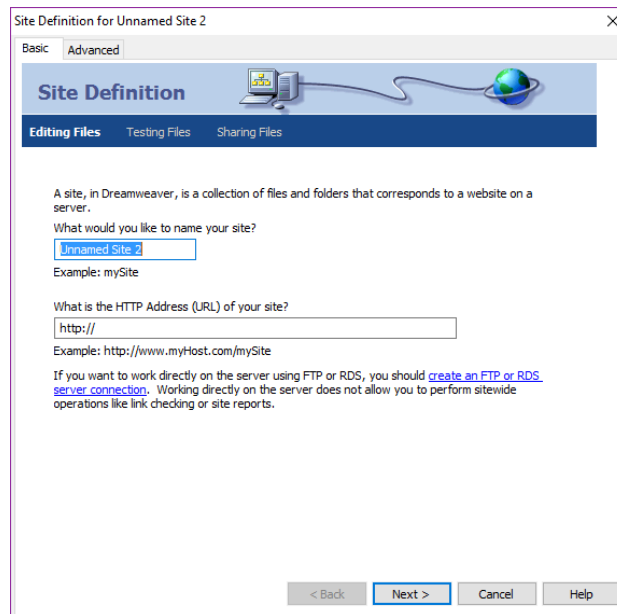 Site Definition for Unnamed Site 2
Basic
Advanced
Site Definition
Editing Files
Testing Files
Sharing Files
A site, in Dreamweaver, is a collection of files and folders that corresponds to a website on a
server.
What would you like to name your site?
Unnamed Site 2
Example: mySite
What is the HTTP Address (URL) of your site?
http://
Example: http://www.myHost.com/mySite
If you want to work directly on the server using FTP or RDS, you should create an FTP or RDS
server connection. Working directly on the server does not allow you to perform sitewide
operations like link checking or site reports.
< Back
Next >
Cancel
Help